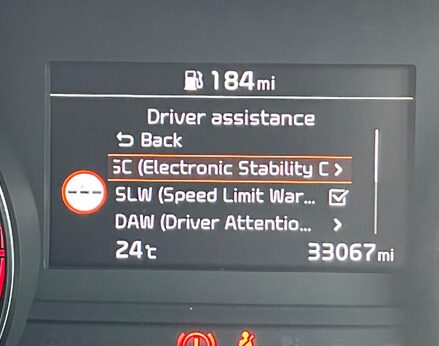 184mi
Driver assistance
Back
SC (Electronic Stability C
SLW (Speed Limit War...
DAW (Driver Attentio...
24°c 33067mi